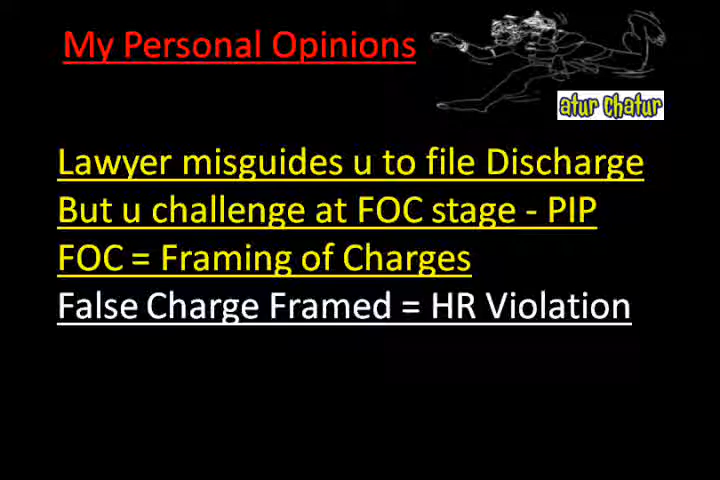 My Personal Opinions
atur chatur
Lawyer misguides u to file Discharge
But u challenge at FOC stage - PIP
FOC = Framing of Charges
False Charge Framed = HR Violation